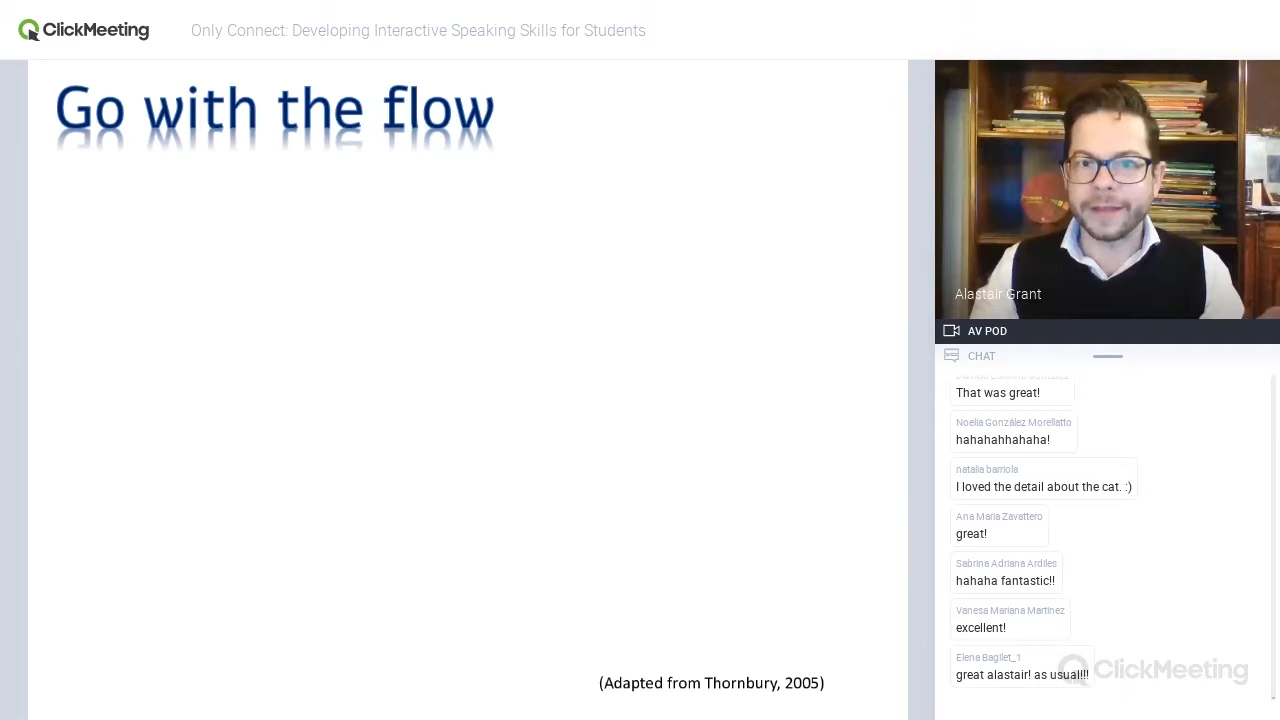 ClickMeeting
Only Connect: Developing Interactive Speaking Skills for Students
Go with the flow
(Adapted from Thornbury, 2005)
Alastair Grant
AV POD
CHAT
That was great!
Noelia González Morellatto
hahahahhahaha!
natalia barriola
I loved the detail about the cat. :)
Ana Maria Zavattero
great!
Sabrina Adriana Ardiles
hahaha fantastic!!
Vanesa Mariana Martinez
excellent!
Elena Bagilet_1
great alastair! as usual!!!
ClickMeeting